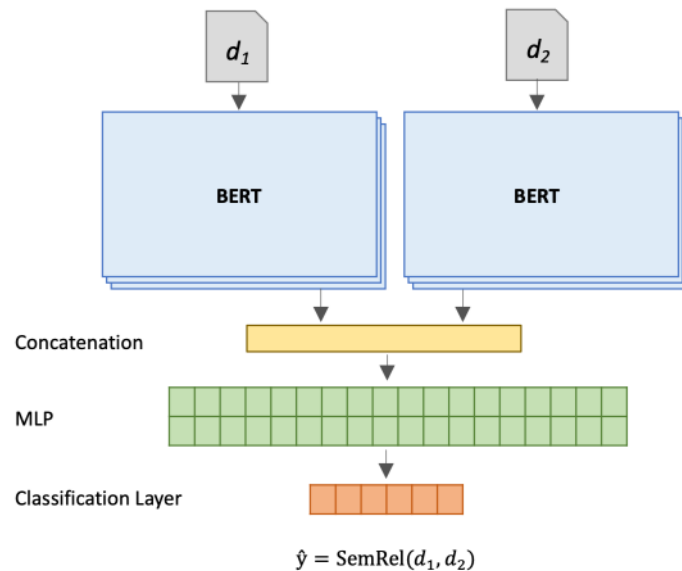 d₁ d₂
BERT BERT
Concatenation
MLP
Classification Layer
ŷ = SemRel(d₁, d₂)